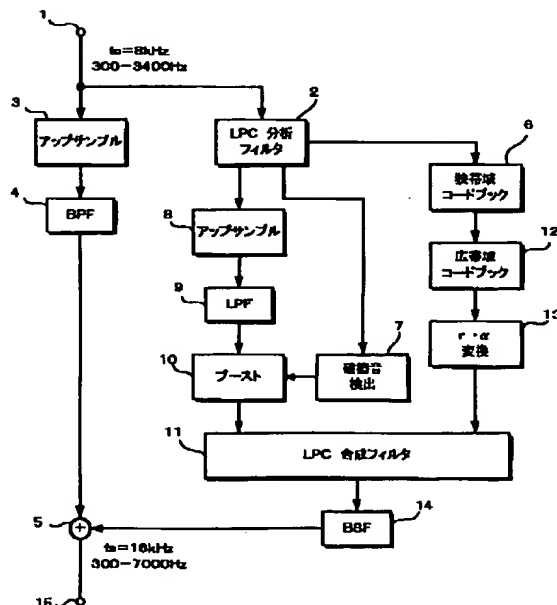 1
fs=8kHz
300-3400Hz
3
アップサンプル
2
LPC 分析
フィルタ
6
狭帯域
コードブック
4
BPF
8
アップサンプル
12
広帯域
コードブック
9
LPF
7
破裂音
検出
13
r→α
変換
10
ブースト
11
LPC 合成フィルタ
14
BSF
5
+
fs=16kHz
300-7000Hz
15